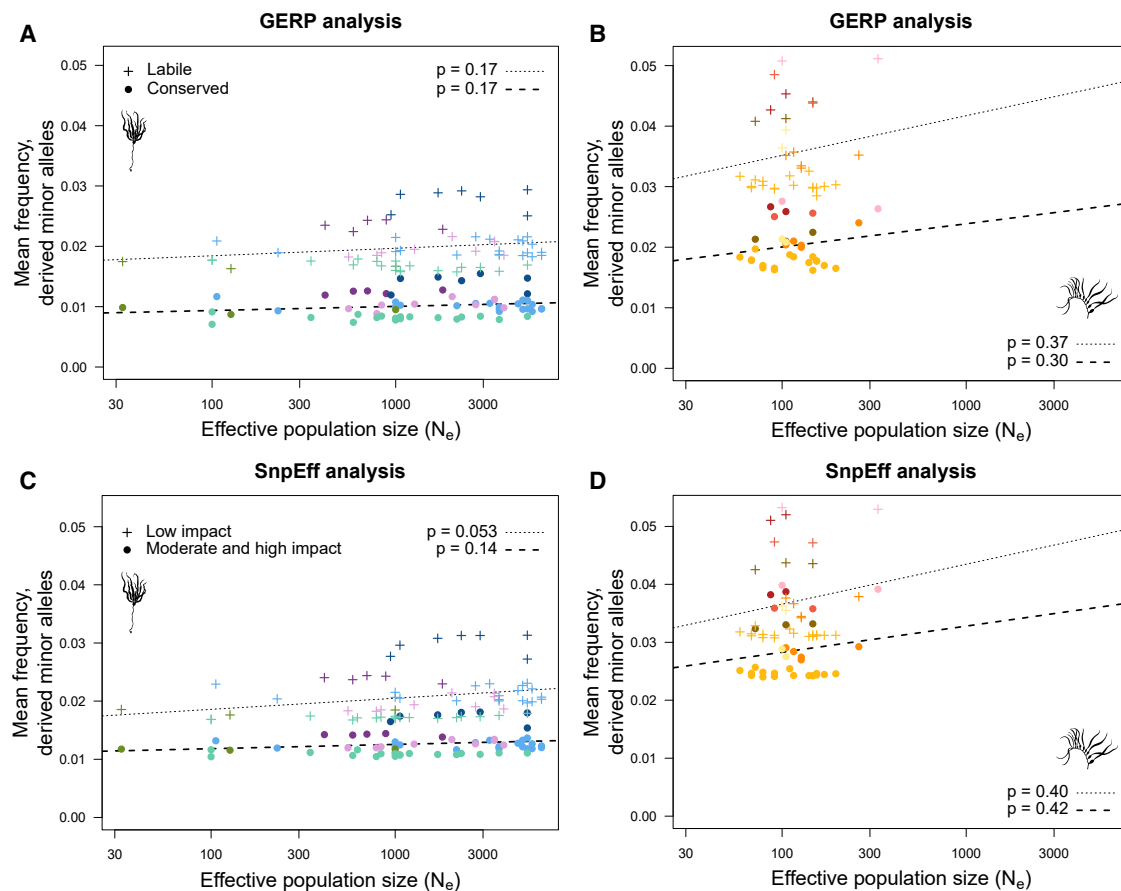 A
GERP analysis
Mean frequency,
derived minor alleles
0.05
0.04
0.03
0.02
0.01
0.00
Labile
Conserved
p = 0.17
p = 0.17
30
100
300
1000
3000
Effective population size (Ne)
B
GERP analysis
Mean frequency,
derived minor alleles
0.05
0.04
0.03
0.02
0.01
0.00
p = 0.37
p = 0.30
30
100
300
1000
3000
Effective population size (Ne)
C
SnpEff analysis
Mean frequency,
derived minor alleles
0.05
0.04
0.03
0.02
0.01
0.00
Low impact
Moderate and high impact
p = 0.053
p = 0.14
30
100
300
1000
3000
Effective population size (Ne)
D
SnpEff analysis
Mean frequency,
derived minor alleles
0.05
0.04
0.03
0.02
0.01
0.00
p = 0.40
p = 0.42
30
100
300
1000
3000
Effective population size (Ne)